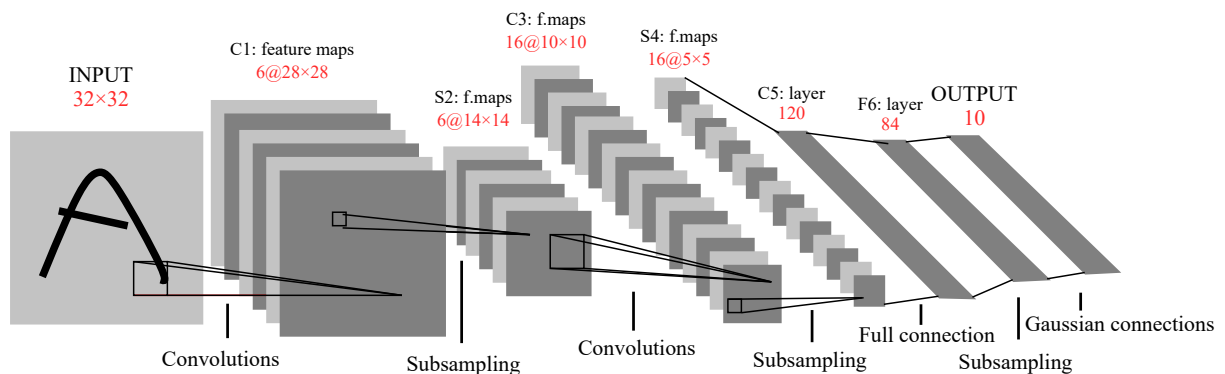 INPUT
32×32
C1: feature maps
6@28×28
S2: f.maps
6@14×14
C3: f.maps
16@10×10
S4: f.maps
16@5×5
C5: layer
120
F6: layer
84
OUTPUT
10
Convolutions
Subsampling
Convolutions
Subsampling
Full connection
Subsampling
Gaussian connections